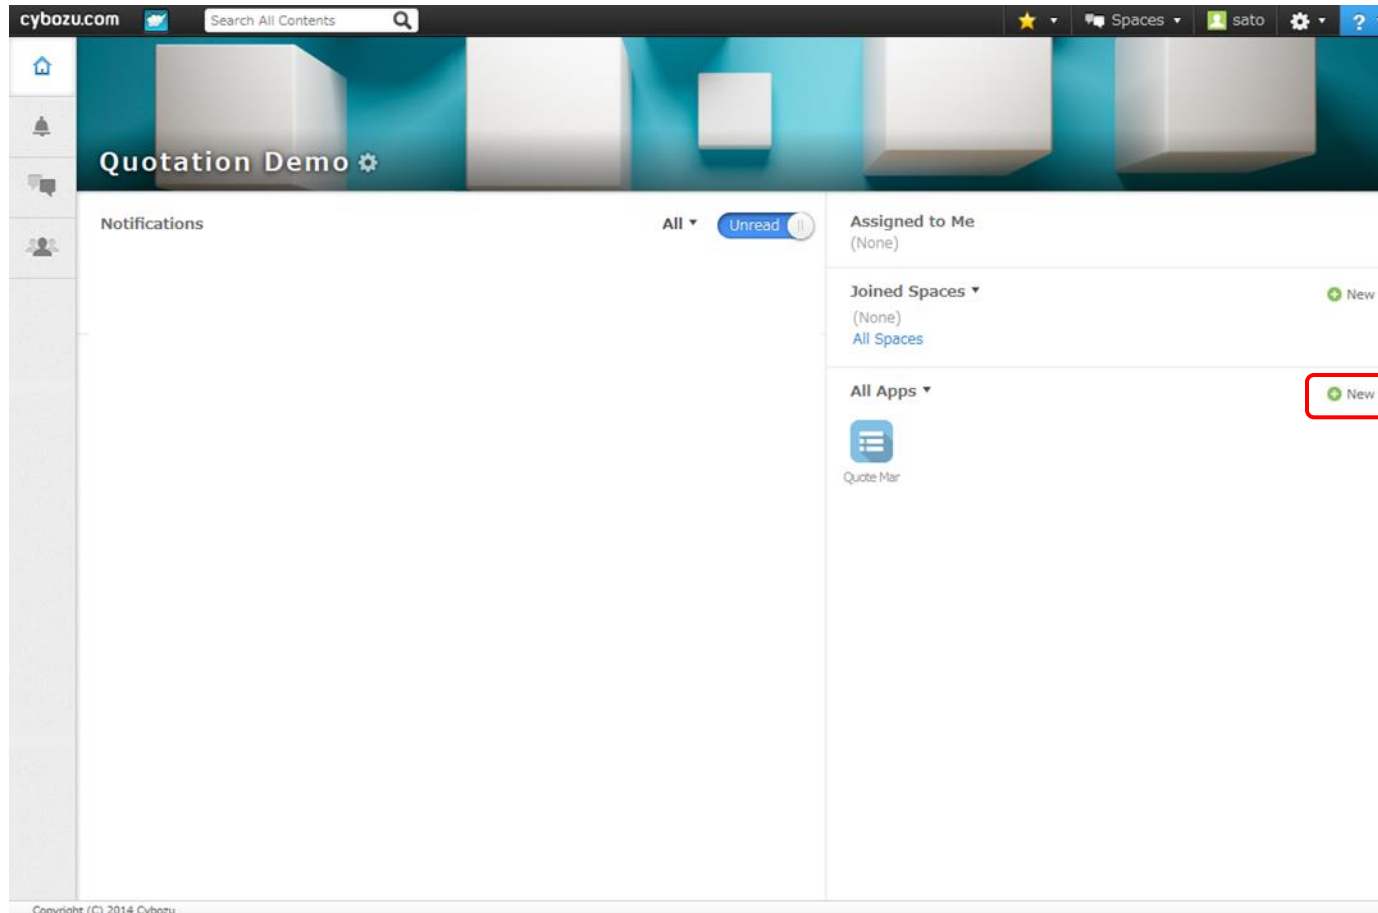 cybozu.com
Search All Contents
Spaces
sato
?
Quotation Demo
Notifications
All
Unread
Assigned to Me
(None)
Joined Spaces
New
(None)
All Spaces
All Apps
New
Quote Mar
Copyright (C) 2014 Cybozu